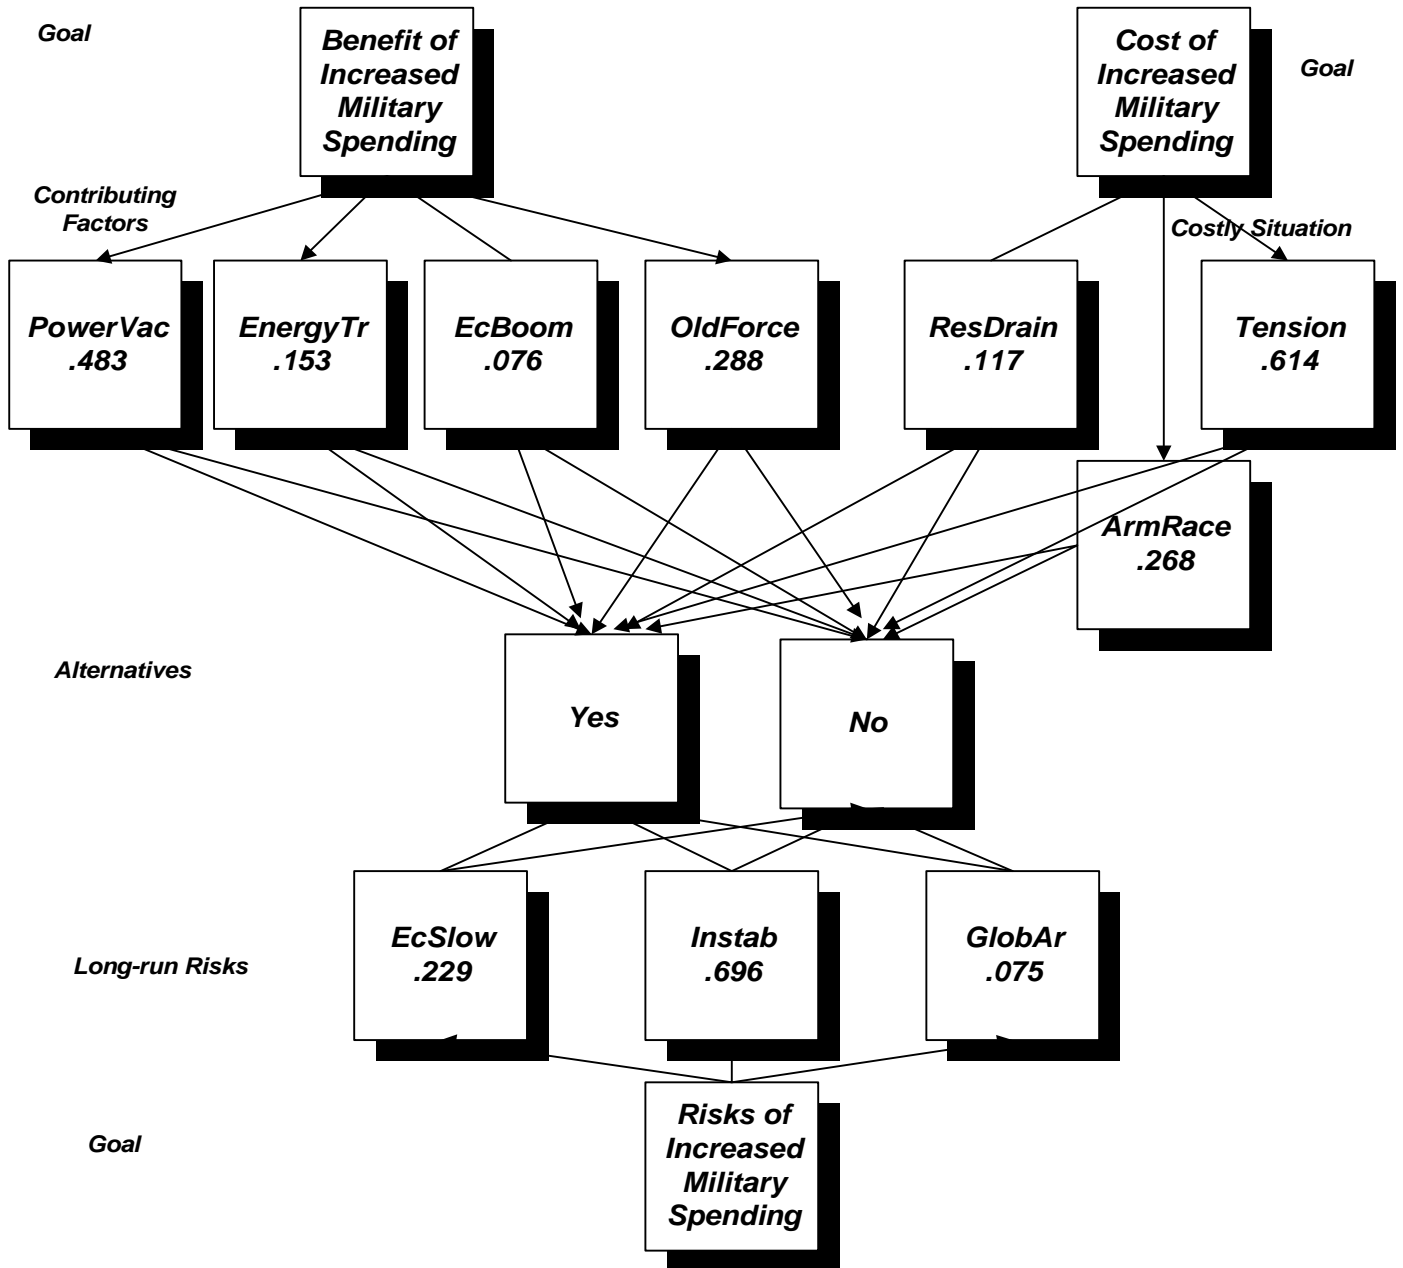 Goal
Benefit of
Increased
Military
Spending
Cost of
Increased
Military
Spending
Goal
Contributing
Factors
Costly Situation
PowerVac
.483
EnergyTr
.153
EcBoom
.076
OldForce
.288
ResDrain
.117
Tension
.614
ArmRace
.268
Alternatives
Yes
No
Long-run Risks
EcSlow
.229
Instab
.696
GlobAr
.075
Goal
Risks of
Increased
Military
Spending